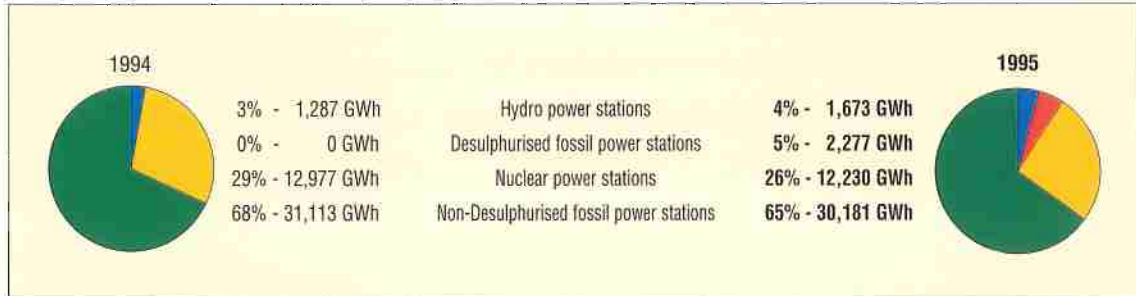 1994 1995
3% - 1,287 GWh Hydro power stations 4% - 1,673 GWh
0% - 0 GWh Desulphurised fossil power stations 5% - 2,277 GWh
29% - 12,977 GWh Nuclear power stations 26% - 12,230 GWh
68% - 31,113 GWh Non-Desulphurised fossil power stations 65% - 30,181 GWh